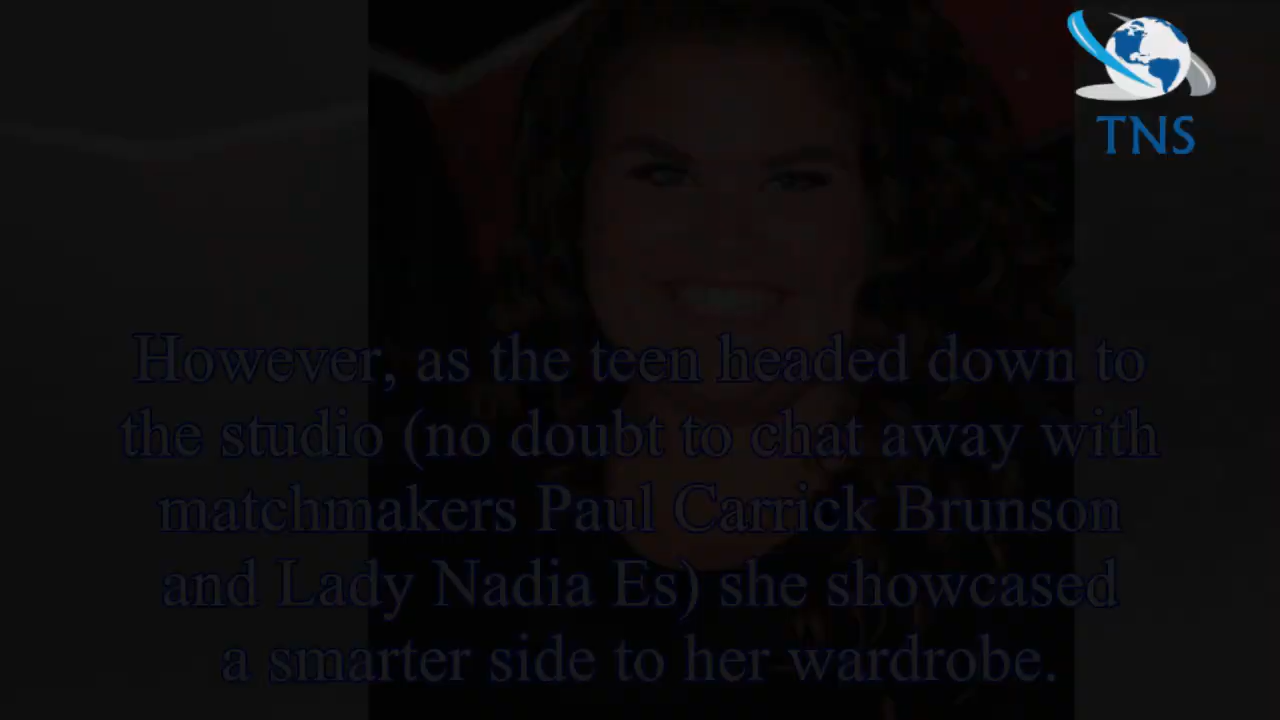 TNS
However, as the teen headed down to
the studio (no doubt to chat away with
matchmakers Paul Carrick Brunson
and Lady Nadia Es) she showcased
a smarter side to her wardrobe.